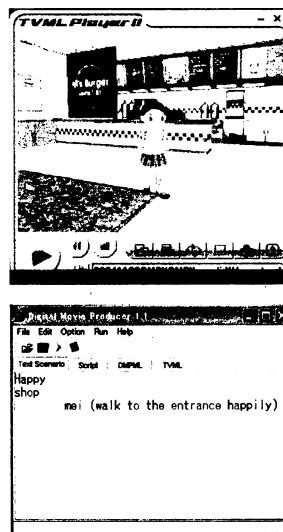 TVML Player II
Digital Movie Producer 1.1
File Edit Option Run Help
Text Scenario Script DMPML TVML
Happy
shop
mei (walk to the entrance happily)